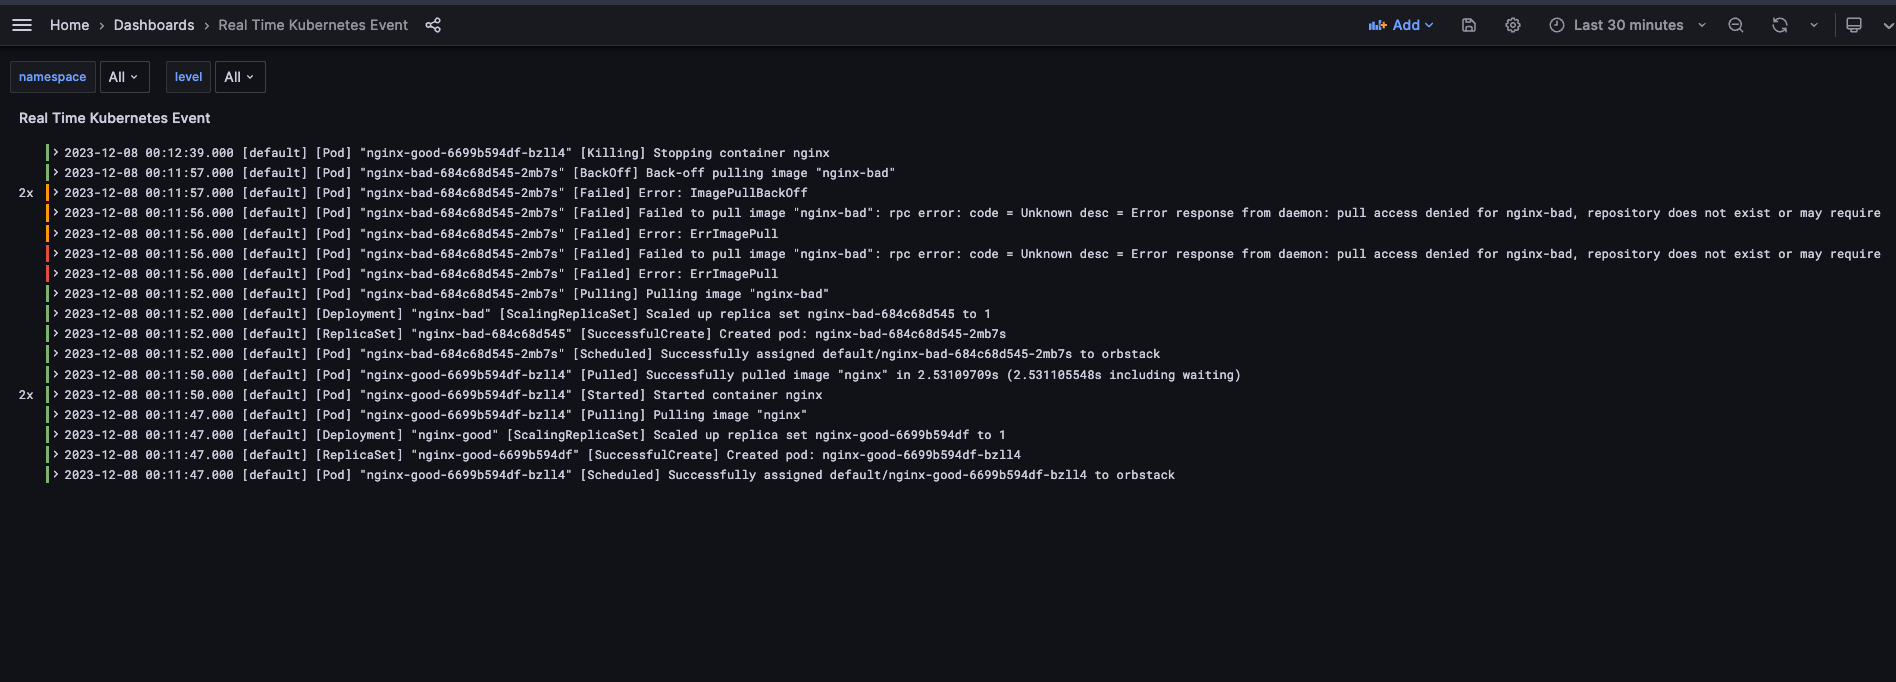 Home › Dashboards › Real Time Kubernetes Event Add Last 30 minutes
namespace All level All
Real Time Kubernetes Event
2023-12-08 00:12:39.000 [default] [Pod] "nginx-good-6699b594df-bzll4" [Killing] Stopping container nginx
2023-12-08 00:11:57.000 [default] [Pod] "nginx-bad-684c68d545-2mb7s" [BackOff] Back-off pulling image "nginx-bad"
2x 2023-12-08 00:11:57.000 [default] [Pod] "nginx-bad-684c68d545-2mb7s" [Failed] Error: ImagePullBackOff
2023-12-08 00:11:56.000 [default] [Pod] "nginx-bad-684c68d545-2mb7s" [Failed] Failed to pull image "nginx-bad": rpc error: code = Unknown desc = Error response from daemon: pull access denied for nginx-bad, repository does not exist or may require
2023-12-08 00:11:56.000 [default] [Pod] "nginx-bad-684c68d545-2mb7s" [Failed] Error: ErrImagePull
2023-12-08 00:11:56.000 [default] [Pod] "nginx-bad-684c68d545-2mb7s" [Failed] Failed to pull image "nginx-bad": rpc error: code = Unknown desc = Error response from daemon: pull access denied for nginx-bad, repository does not exist or may require
2023-12-08 00:11:56.000 [default] [Pod] "nginx-bad-684c68d545-2mb7s" [Failed] Error: ErrImagePull
2023-12-08 00:11:52.000 [default] [Pod] "nginx-bad-684c68d545-2mb7s" [Pulling] Pulling image "nginx-bad"
2023-12-08 00:11:52.000 [default] [Deployment] "nginx-bad" [ScalingReplicaSet] Scaled up replica set nginx-bad-684c68d545 to 1
2023-12-08 00:11:52.000 [default] [ReplicaSet] "nginx-bad-684c68d545" [SuccessfulCreate] Created pod: nginx-bad-684c68d545-2mb7s
2023-12-08 00:11:52.000 [default] [Pod] "nginx-bad-684c68d545-2mb7s" [Scheduled] Successfully assigned default/nginx-bad-684c68d545-2mb7s to orbstack
2023-12-08 00:11:50.000 [default] [Pod] "nginx-good-6699b594df-bzll4" [Pulled] Successfully pulled image "nginx" in 2.53109709s (2.531105548s including waiting)
2x 2023-12-08 00:11:50.000 [default] [Pod] "nginx-good-6699b594df-bzll4" [Started] Started container nginx
2023-12-08 00:11:47.000 [default] [Pod] "nginx-good-6699b594df-bzll4" [Pulling] Pulling image "nginx"
2023-12-08 00:11:47.000 [default] [Deployment] "nginx-good" [ScalingReplicaSet] Scaled up replica set nginx-good-6699b594df to 1
2023-12-08 00:11:47.000 [default] [ReplicaSet] "nginx-good-6699b594df" [SuccessfulCreate] Created pod: nginx-good-6699b594df-bzll4
2023-12-08 00:11:47.000 [default] [Pod] "nginx-good-6699b594df-bzll4" [Scheduled] Successfully assigned default/nginx-good-6699b594df-bzll4 to orbstack